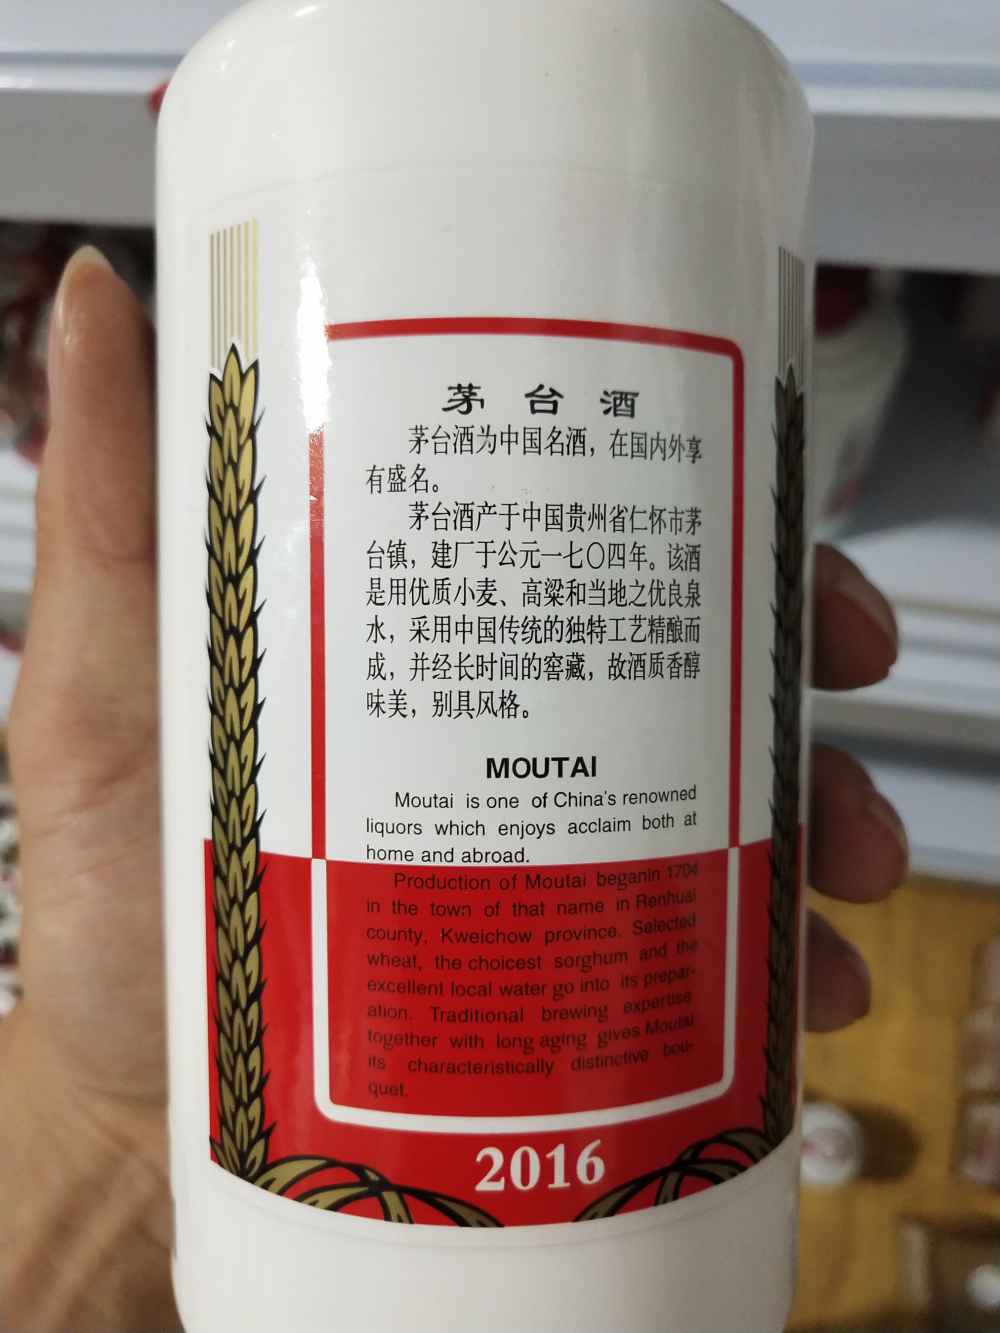 茅台酒
茅台酒为中国名酒，在国内外享
有盛名。
茅台酒产于中国贵州省仁怀市茅
台镇，建厂于公元一七〇四年。该酒
是用优质小麦、高粱和当地之优良泉
水，采用中国传统的独特工艺精酿而
成，并经长时间的窖藏，故酒质香醇
味美，别具风格。
MOUTAI
Moutai is one of China's renowned
liquors which enjoys acclaim both at
home and abroad.
Production of Moutai beganin 1704
in the town of that name in Renhuai
county, Kweichow province. Selected
wheat, the choicest sorghum and the
excellent local water go into its prepar-
ation. Traditional brewing expertise
together with long aging gives Moutai
its characteristically distinctive bou-
quet.
2016